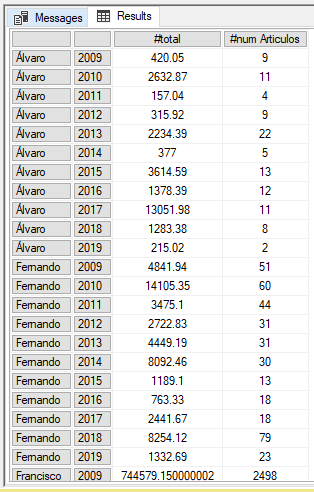 Messages Results
#total #num Articulos
Álvaro 2009 420.05 9
Álvaro 2010 2632.87 11
Álvaro 2011 157.04 4
Álvaro 2012 315.92 9
Álvaro 2013 2234.39 22
Álvaro 2014 377 5
Álvaro 2015 3614.59 13
Álvaro 2016 1378.39 12
Álvaro 2017 13051.98 11
Álvaro 2018 1283.38 8
Álvaro 2019 215.02 2
Fernando 2009 4841.94 51
Fernando 2010 14105.35 60
Fernando 2011 3475.1 44
Fernando 2012 2722.83 31
Fernando 2013 4449.19 31
Fernando 2014 8092.46 30
Fernando 2015 1189.1 13
Fernando 2016 763.33 18
Fernando 2017 2441.67 18
Fernando 2018 8254.12 79
Fernando 2019 1332.69 23
Francisco 2009 744579.150000002 2498